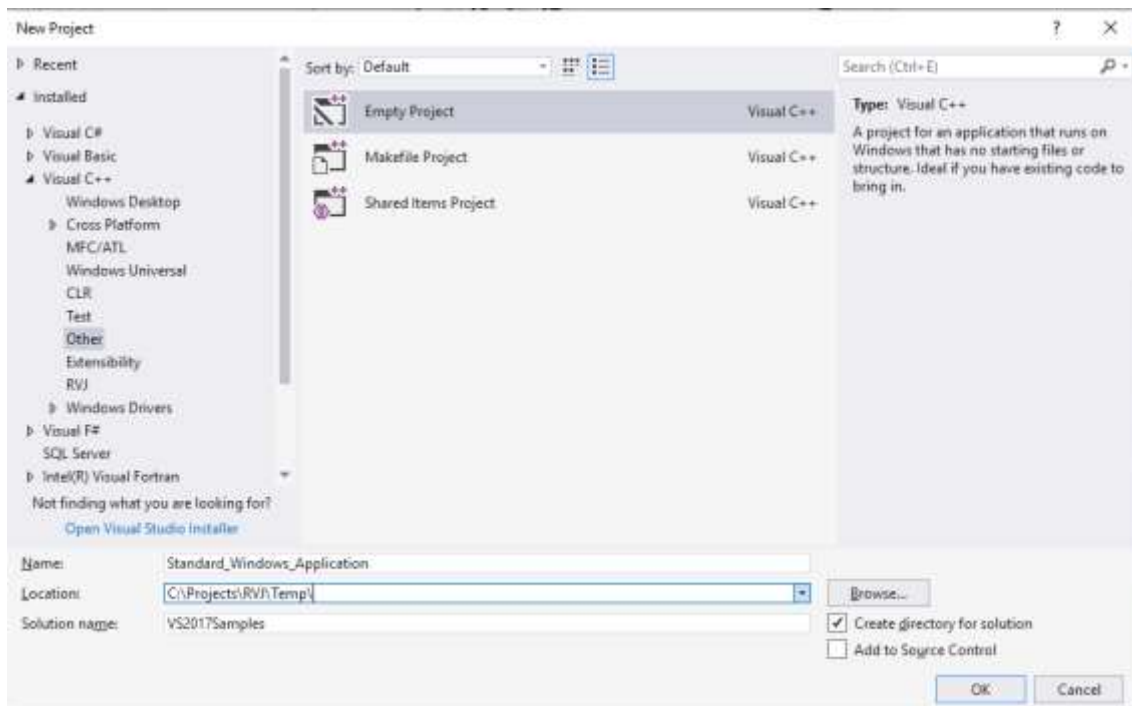 New Project
? ×
Recent
Installed
Visual C#
Visual Basic
Visual C++
Windows Desktop
Cross Platform
MFC/ATL
Windows Universal
CLR
Test
Other
Extensibility
RVJ
Windows Drivers
Visual F#
SQL Server
Intel(R) Visual Fortran
Not finding what you are looking for?
Open Visual Studio Installer
Sort by: Default
Empty Project Visual C++
Makefile Project Visual C++
Shared Items Project Visual C++
Search (Ctrl+E)
Type: Visual C++
A project for an application that runs on
Windows that has no starting files or
structure. Ideal if you have existing code to
bring in.
Name: Standard_Windows_Application
Location: C:\Projects\RVJ\Temp\
Browse...
Solution name: VS2017Samples
Create directory for solution
Add to Source Control
OK Cancel